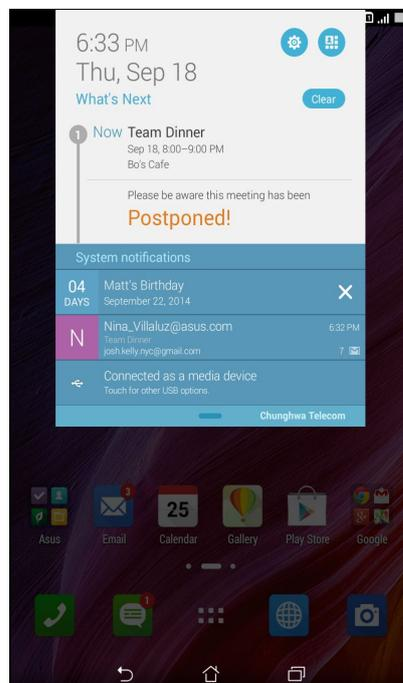 6:33 PM
Thu, Sep 18
What's Next
Clear
1
Now Team Dinner
Sep 18, 8:00–9:00 PM
Bo's Cafe
Please be aware this meeting has been
Postponed!
System notifications
04
DAYS
Matt's Birthday
September 22, 2014
N
Nina_Villaluz@asus.com
6:32 PM
Team Dinner
josh.kelly.nyc@gmail.com
7
Connected as a media device
Touch for other USB options.
Chunghwa Telecom
3
25
Asus
Email
Calendar
Gallery
Play Store
Google
1